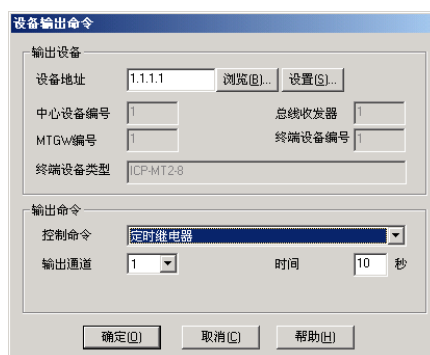 设备输出命令
输出设备
设备地址 1.1.1.1 浏览(B)... 设置(S)...
中心设备编号 1 总线收发器 1
MTGW编号 1 终端设备编号 1
终端设备类型 ICP-MT2-8
输出命令
控制命令 定时继电器
输出通道 1 时间 10 秒
确定(O) 取消(C) 帮助(H)